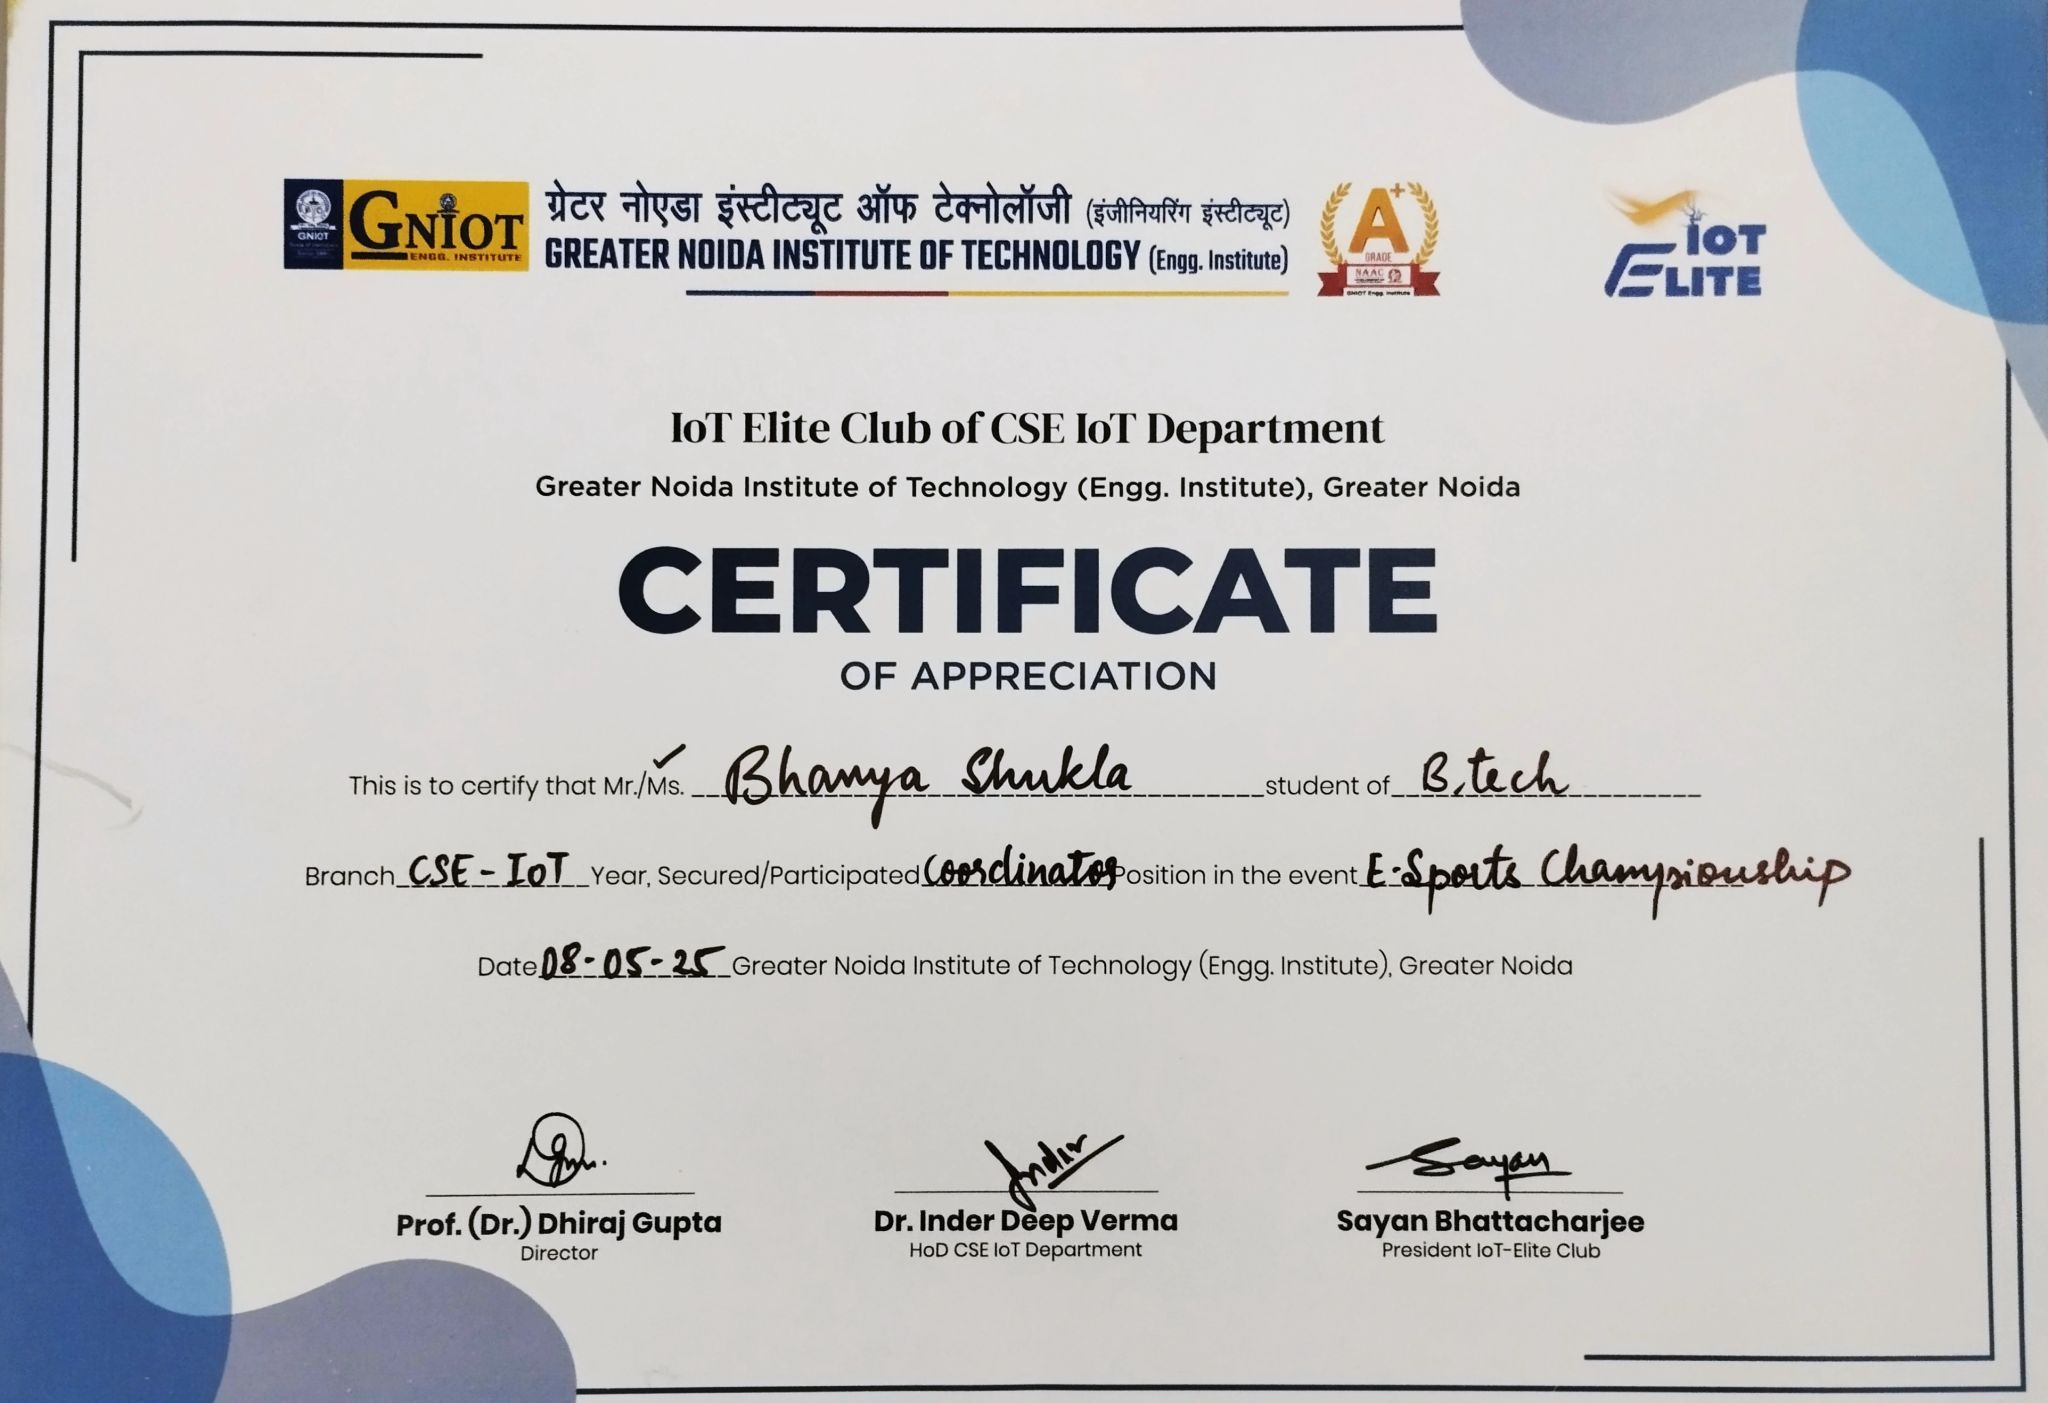 GNIOT
ENGG. INSTITUTE
GNIOT
ग्रेटर नोएडा इंस्टीट्यूट ऑफ टेक्नोलॉजी (इंजीनियरिंग इंस्टीट्यूट)
GREATER NOIDA INSTITUTE OF TECHNOLOGY (Engg. Institute)
A+
GRADE
NAAC
GNIOT Engg. Institute
IOT
ELITE
IoT Elite Club of CSE IoT Department
Greater Noida Institute of Technology (Engg. Institute), Greater Noida
CERTIFICATE
OF APPRECIATION
This is to certify that Mr./Ms. Bhavya Shukla student of B.tech
Branch CSE-IoT Year, Secured/Participated Coordinator Position in the event E-Sports Championship
Date 08-05-25 Greater Noida Institute of Technology (Engg. Institute), Greater Noida
Inder
Sayan
Prof. (Dr.) Dhiraj Gupta
Director
Dr. Inder Deep Verma
HoD CSE IoT Department
Sayan Bhattacharjee
President IoT-Elite Club